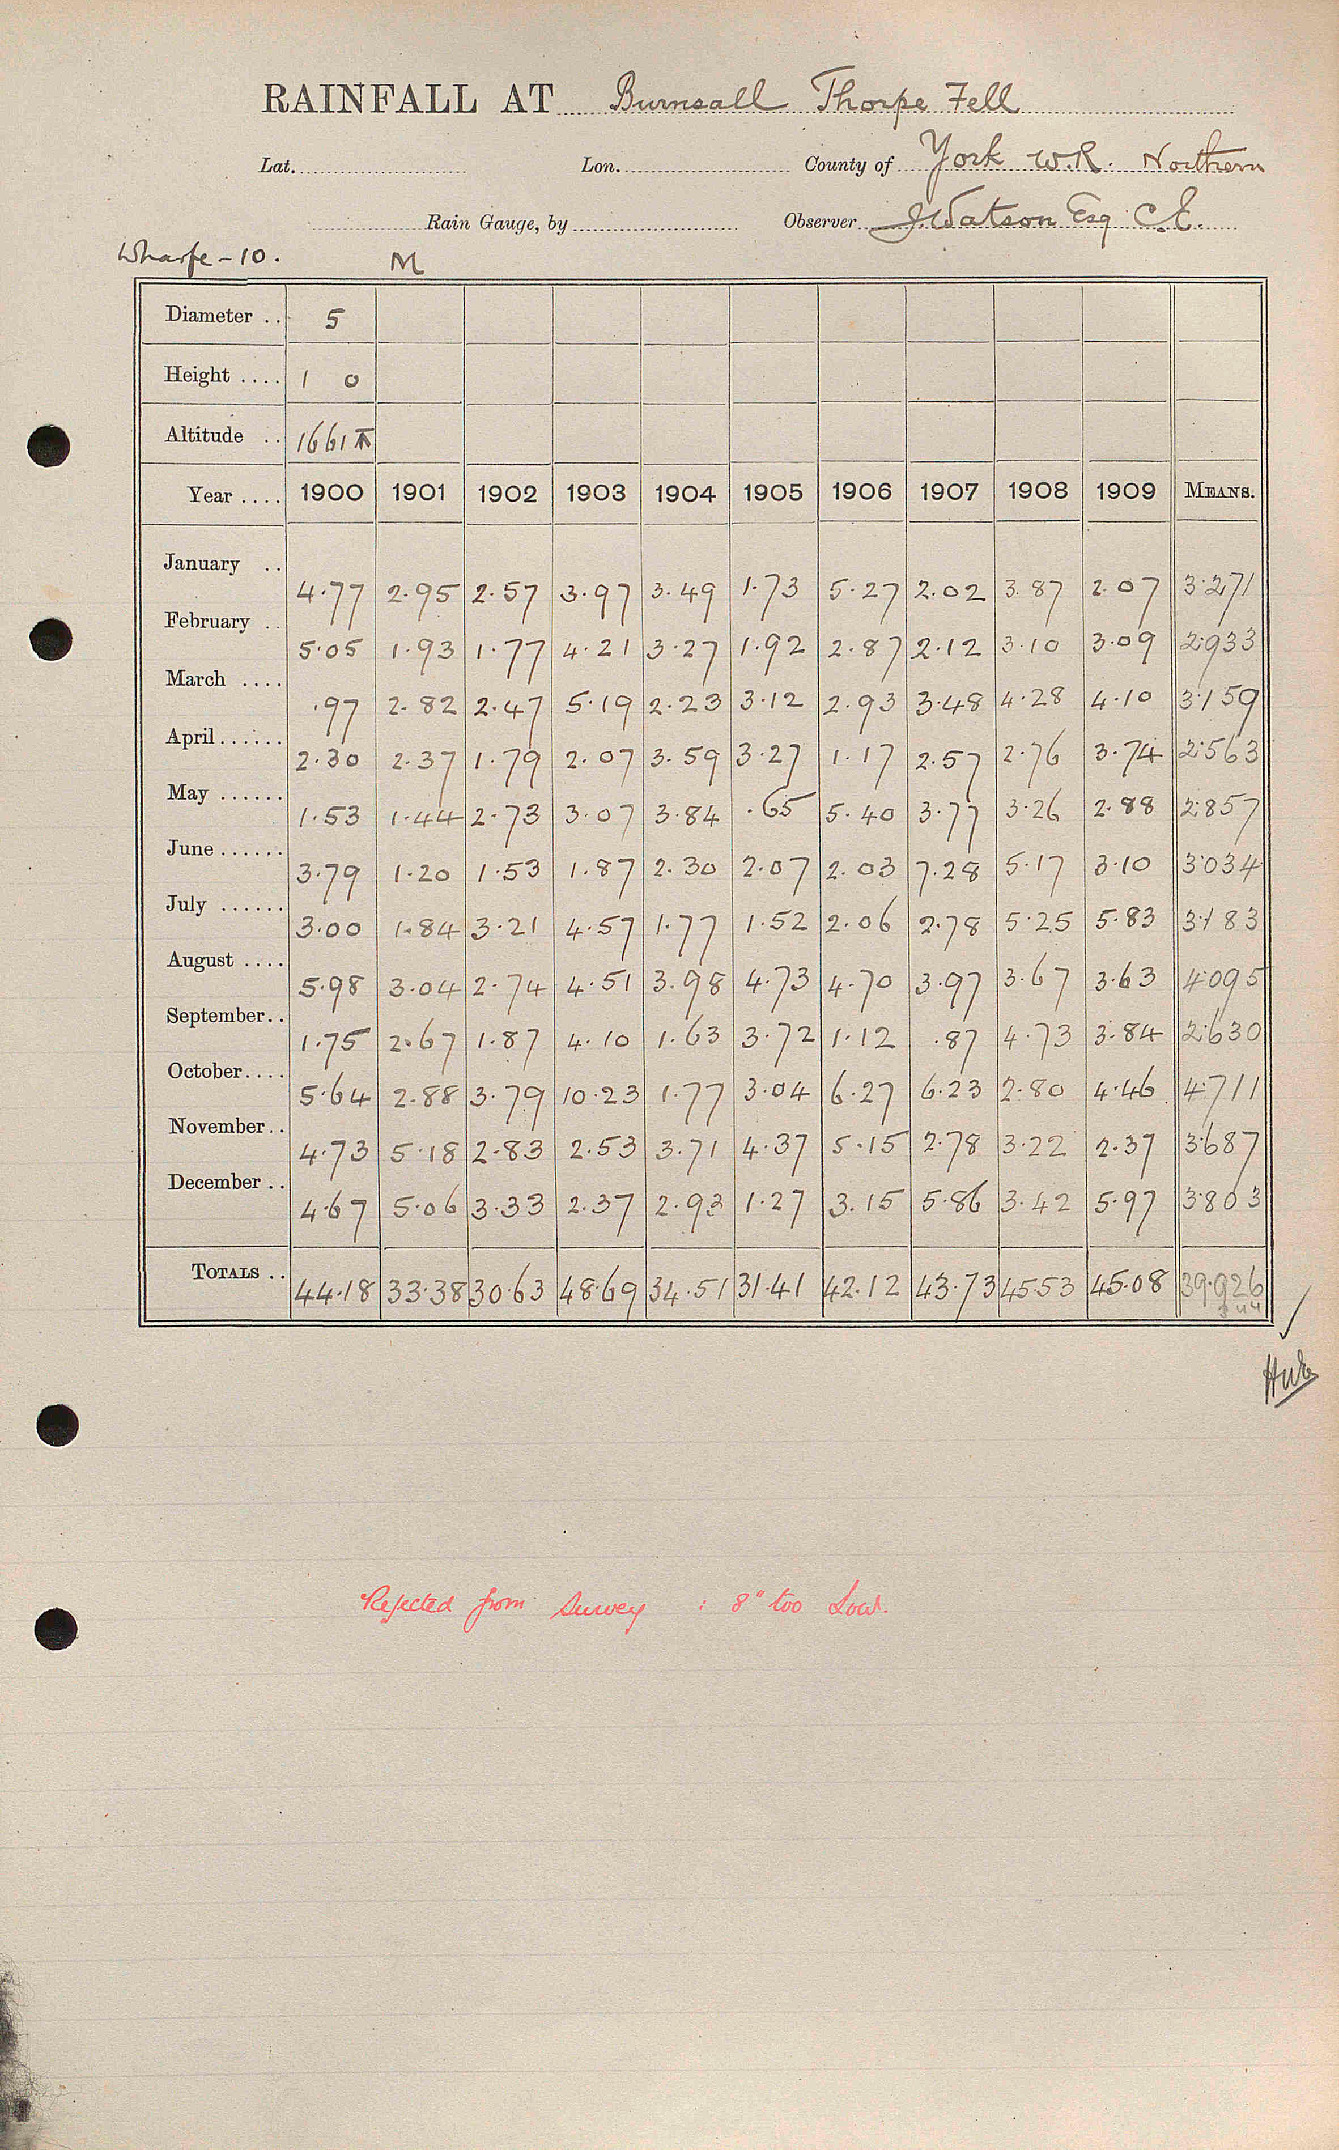 RAINFALL AT Burnsall Thorpe Fell
Lat. Lon. County of York W.R. Northern
Rain Gauge, by Observer J. Watson Esq C.E.
Wharfe - 10. M
Diameter .. 5
Height .... 1 0
Altitude .. 1661
Year .... 1900 1901 1902 1903 1904 1905 1906 1907 1908 1909 MEANS.
January .. 4.77 2.95 2.57 3.97 3.49 1.73 5.27 2.02 3.87 2.07 3.271
February .. 5.05 1.93 1.77 4.21 3.27 1.92 2.87 2.12 3.10 3.09 2.933
March .... .97 2.82 2.47 5.19 2.23 3.12 2.93 3.48 4.28 4.10 3.159
April ...... 2.30 2.37 1.79 2.07 3.59 3.27 1.17 2.57 2.76 3.74 2.563
May ...... 1.53 1.44 2.73 3.07 3.84 .65 5.40 3.77 3.26 2.88 2.857
June ...... 3.79 1.20 1.53 1.87 2.30 2.07 2.03 7.28 5.17 3.10 3.034
July ...... 3.00 1.84 3.21 4.57 1.77 1.52 2.06 2.78 5.25 5.83 3.183
August .... 5.98 3.04 2.74 4.51 3.98 4.73 4.70 3.97 3.67 3.63 4.095
September .. 1.75 2.67 1.87 4.10 1.63 3.72 1.12 .87 4.73 3.84 2.630
October .... 5.64 2.88 3.79 10.23 1.77 3.04 6.27 6.23 2.80 4.46 4.711
November .. 4.73 5.18 2.83 2.53 3.71 4.37 5.15 2.78 3.22 2.37 3.687
December .. 4.67 5.06 3.33 2.37 2.93 1.27 3.15 5.86 3.42 5.97 3.803
TOTALS .. 44.18 33.38 30.63 48.69 34.51 31.41 42.12 43.73 45.53 45.08 39.926
Rejected from Survey : 8" too Low.